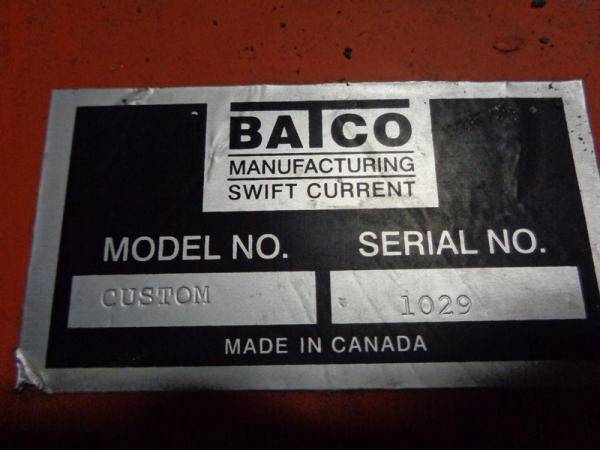 BATCO
MANUFACTURING
SWIFT CURRENT
MODEL NO. SERIAL NO.
CUSTOM 1029
MADE IN CANADA